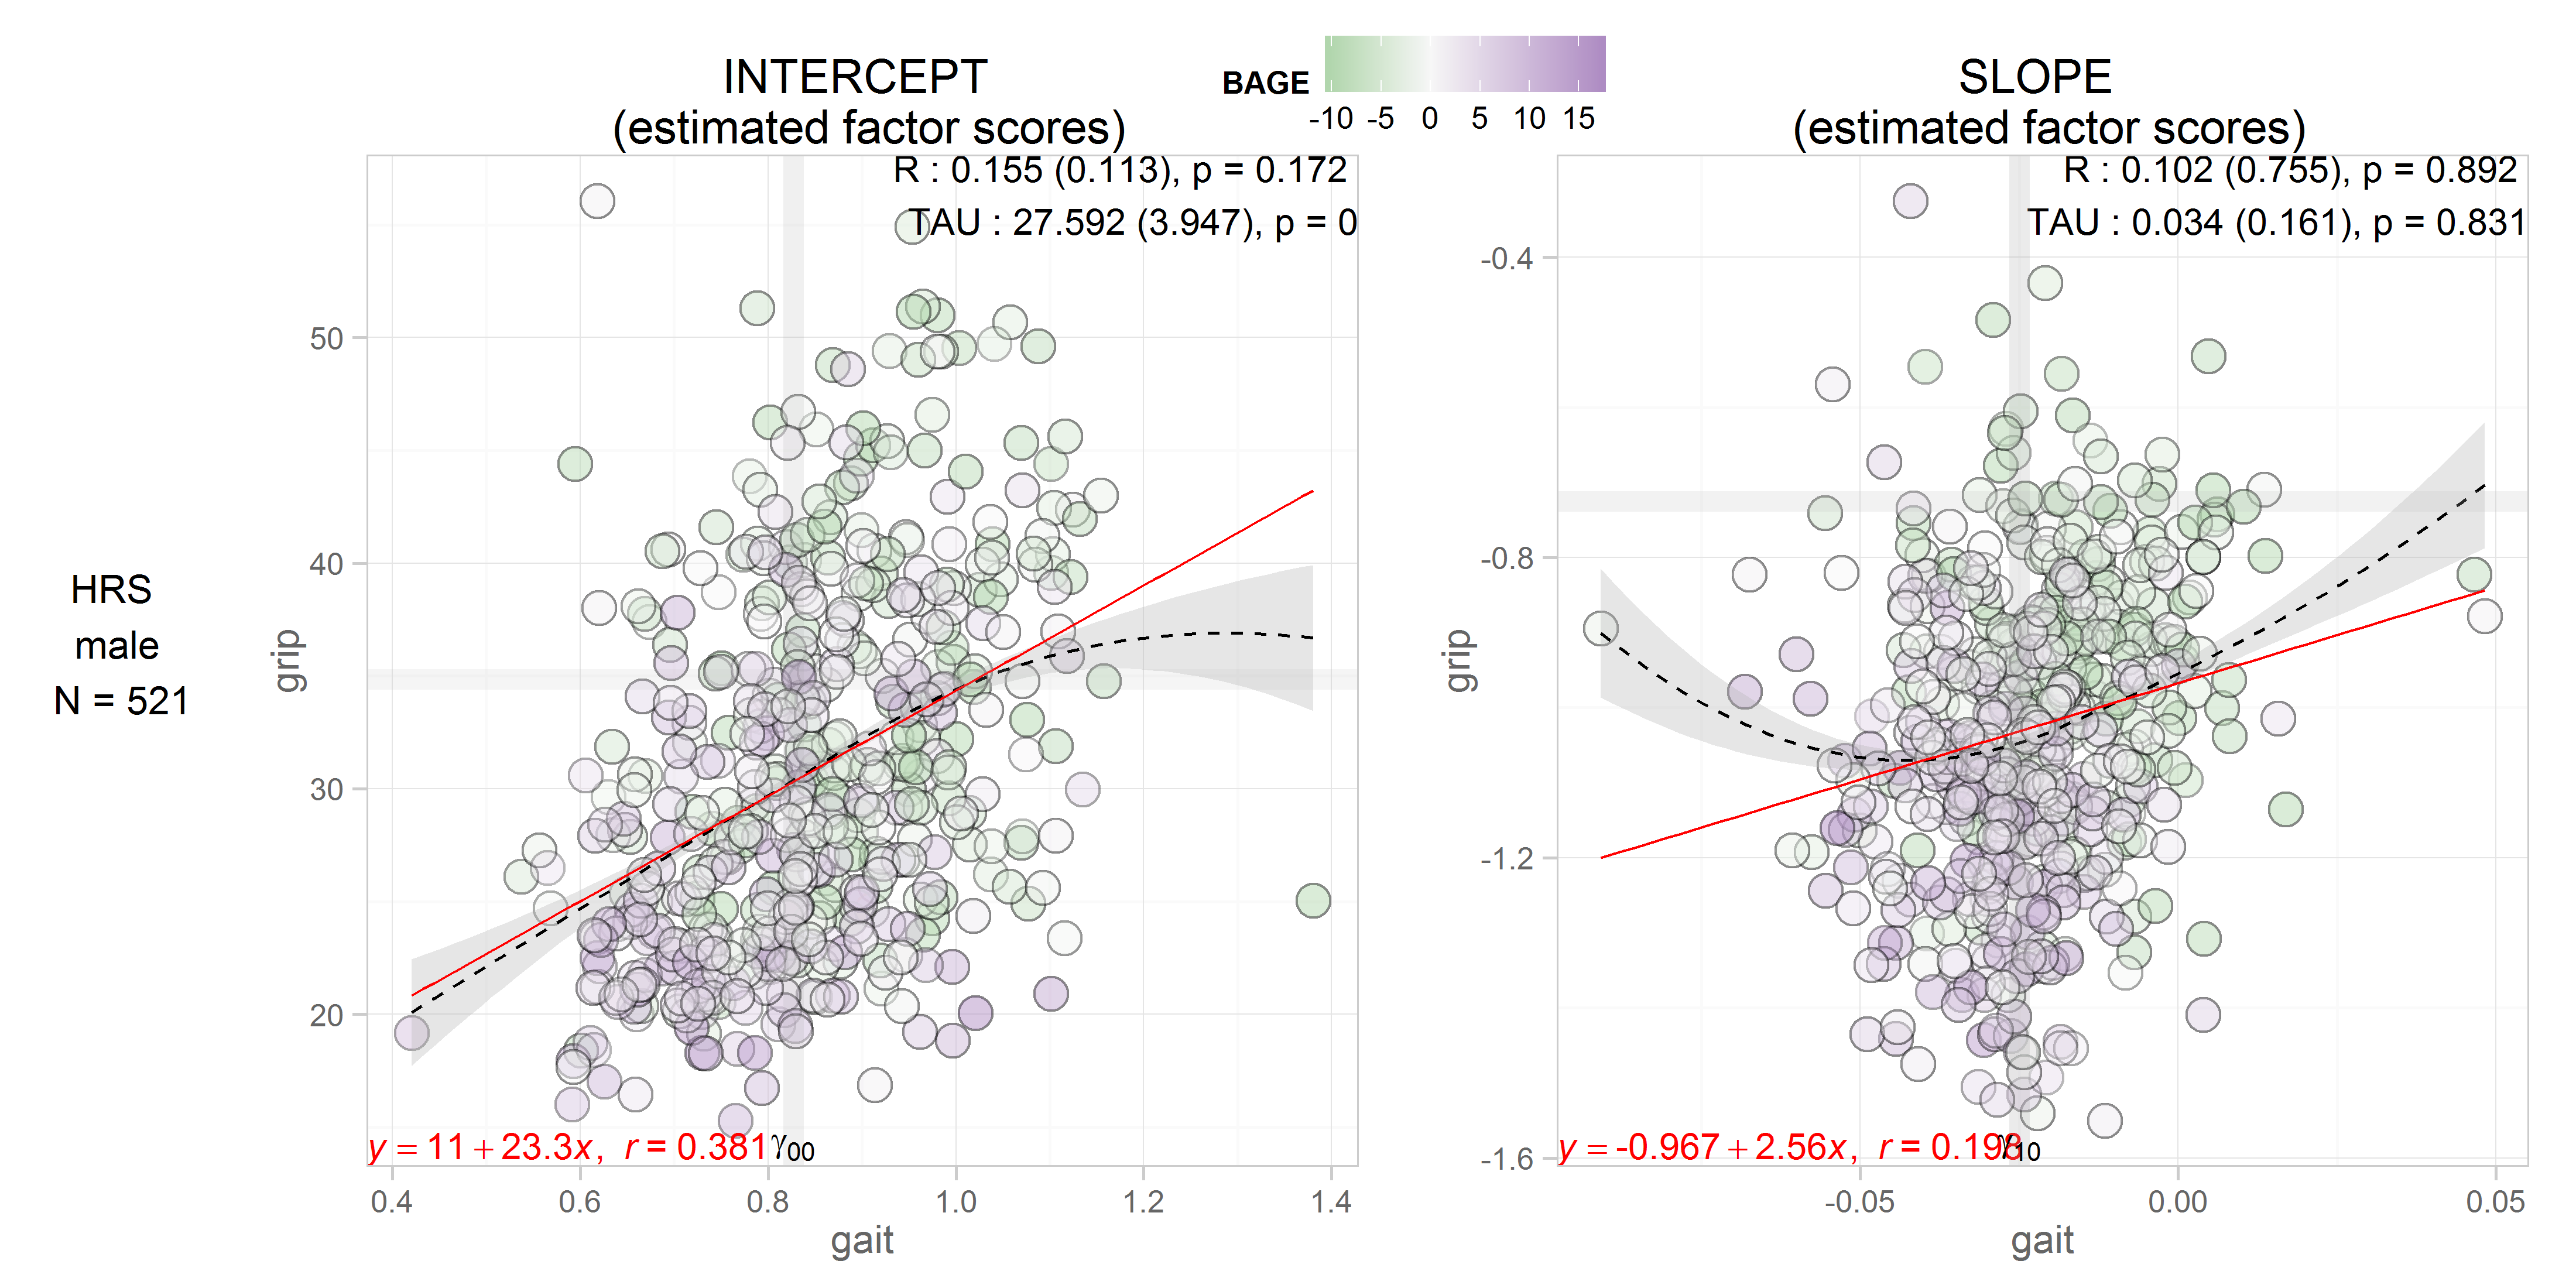 BAGE
-10 -5 0 5 10 15
INTERCEPT
(estimated factor scores)
SLOPE
(estimated factor scores)
HRS
male
N = 521
R : 0.155 (0.113), p = 0.172
TAU : 27.592 (3.947), p = 0
grip
50
40
30
20
y = 11 + 23.3x, r = 0.381
γ00
0.4 0.6 0.8 1.0 1.2 1.4
gait
R : 0.102 (0.755), p = 0.892
TAU : 0.034 (0.161), p = 0.831
grip
-0.4
-0.8
-1.2
-1.6
y = -0.967 + 2.56x, r = 0.198
γ10
-0.05 0.00 0.05
gait